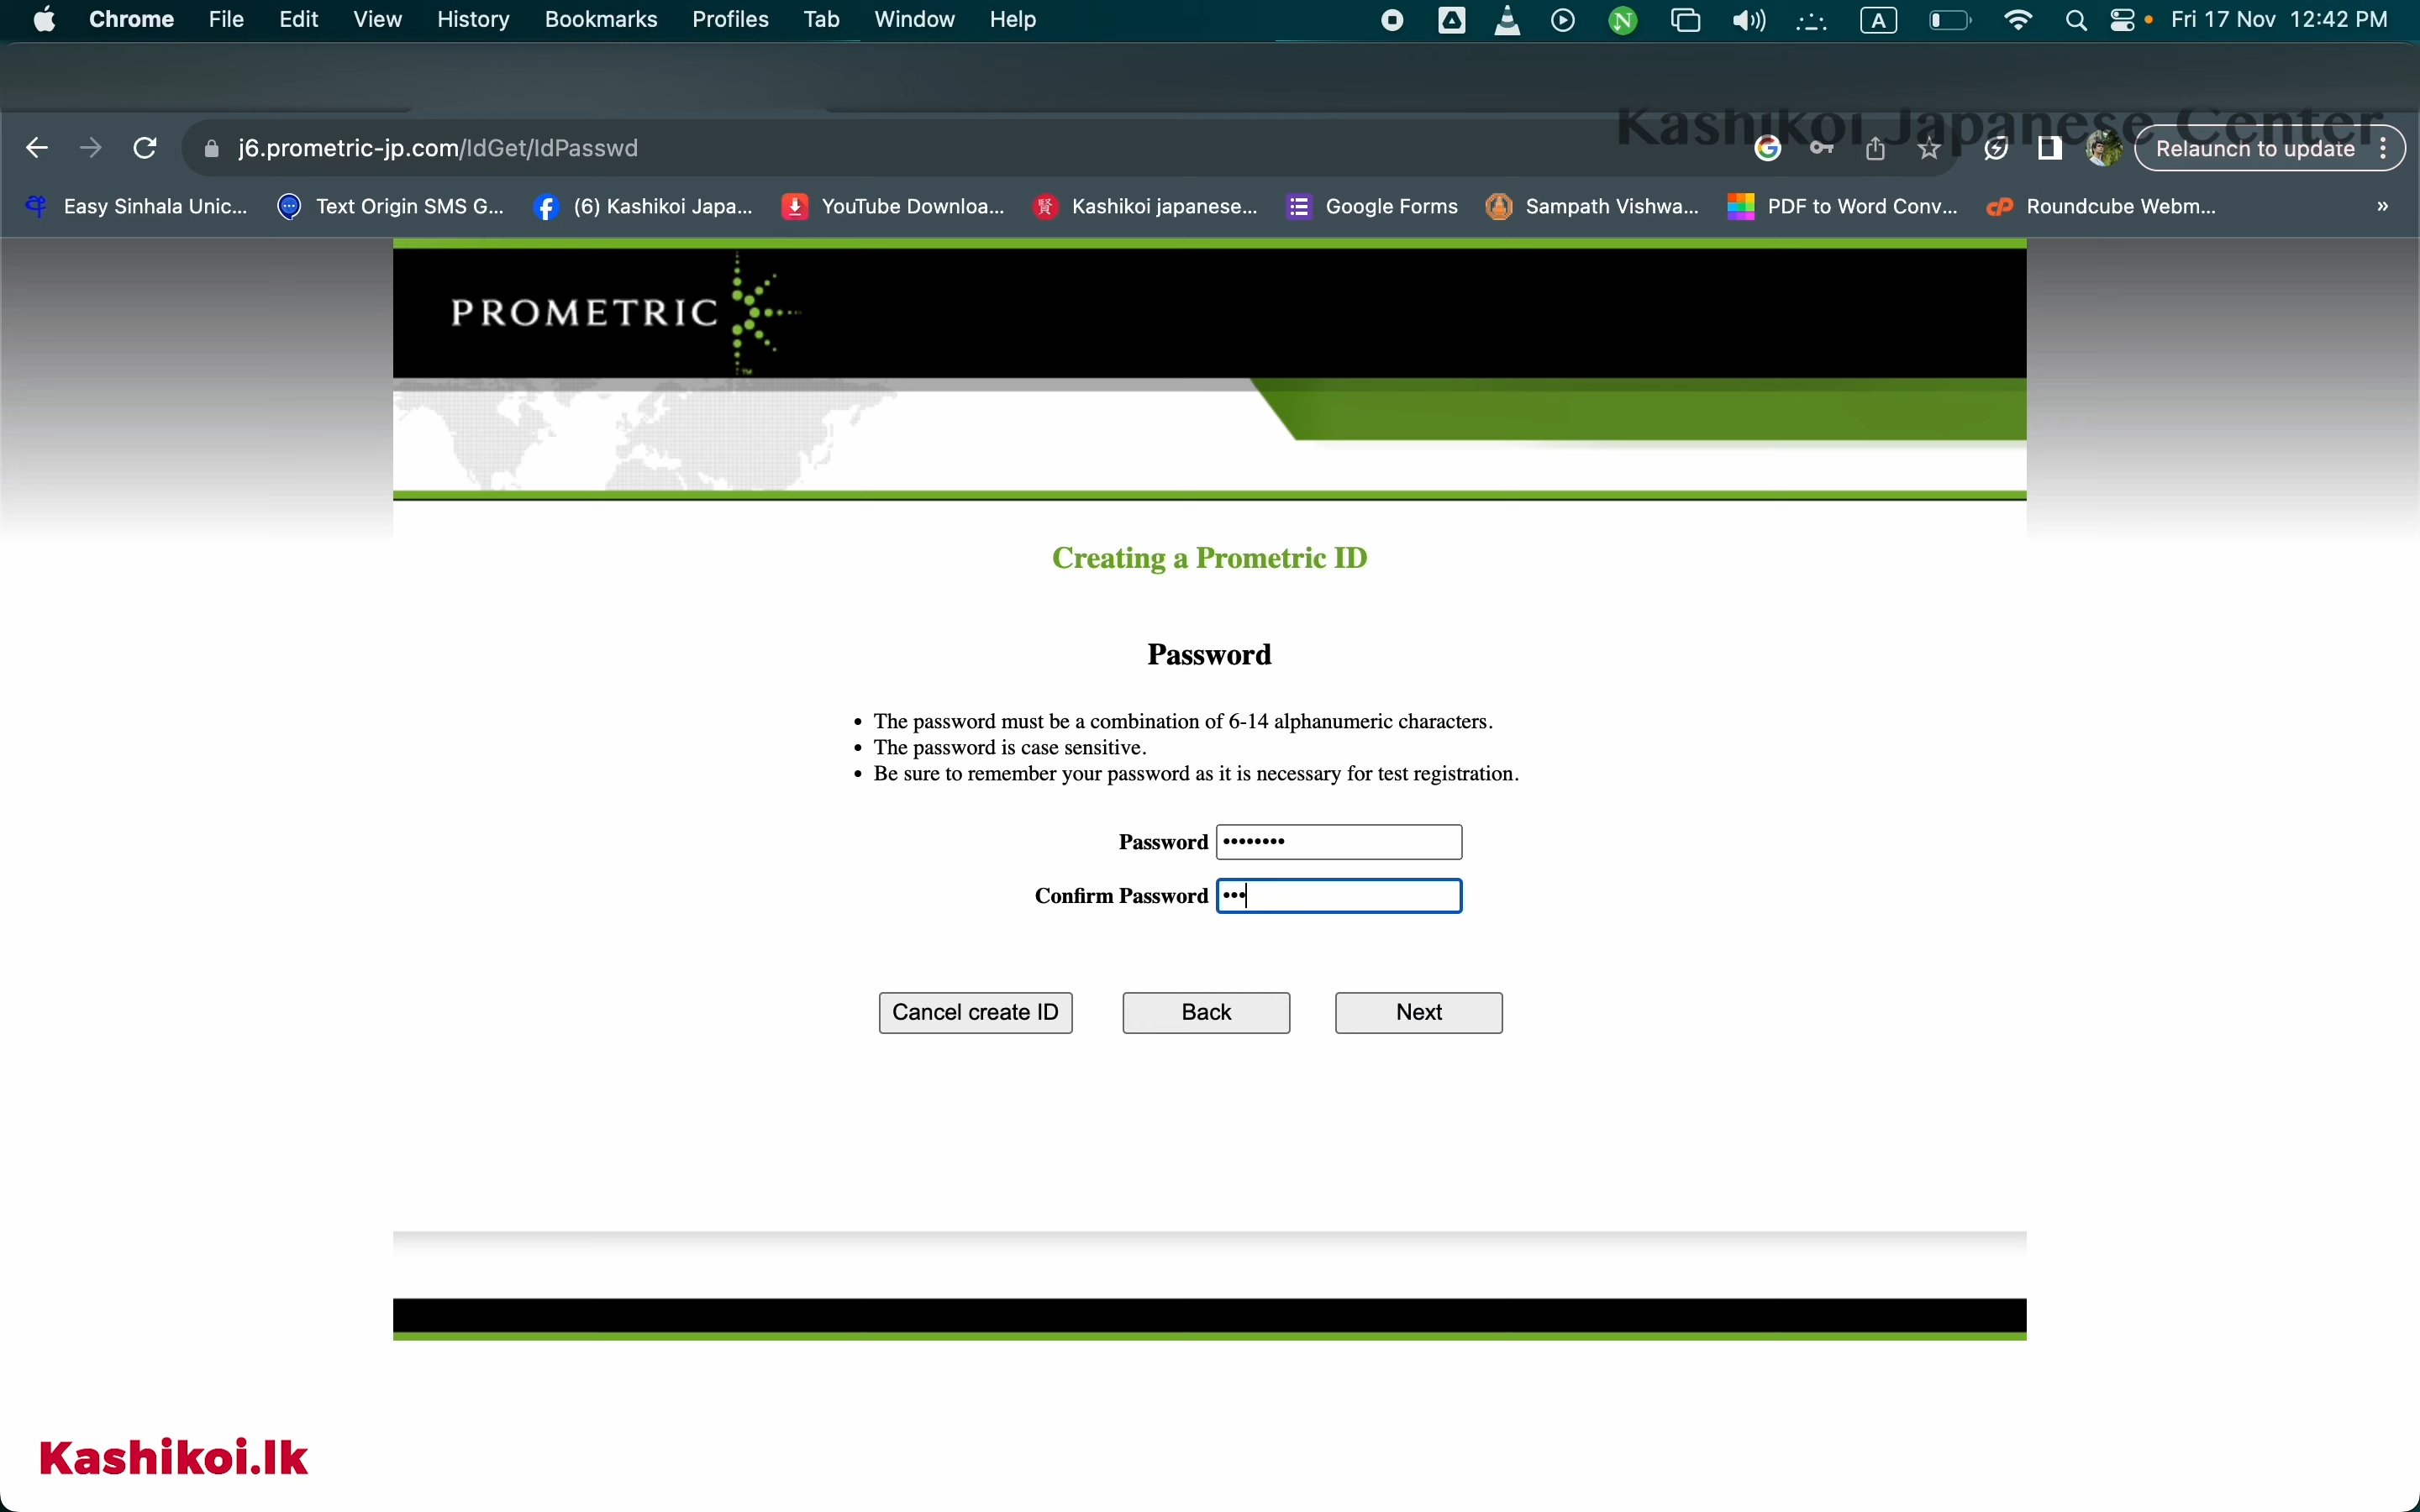 Chrome File Edit View History Bookmarks Profiles Tab Window Help A Fri 17 Nov 12:42 PM
Kashikoi Japanese Center
j6.prometric-jp.com/IdGet/IdPasswd Relaunch to update
Easy Sinhala Unic... Text Origin SMS G... (6) Kashikoi Japa... YouTube Downloa... 賢 Kashikoi japanese... Google Forms Sampath Vishwa... PDF to Word Conv... cP Roundcube Webm... »
PROMETRIC
TM
Creating a Prometric ID
Password
• The password must be a combination of 6-14 alphanumeric characters.
• The password is case sensitive.
• Be sure to remember your password as it is necessary for test registration.
Password ••••••••
Confirm Password •••
Cancel create ID Back Next
Kashikoi.lk